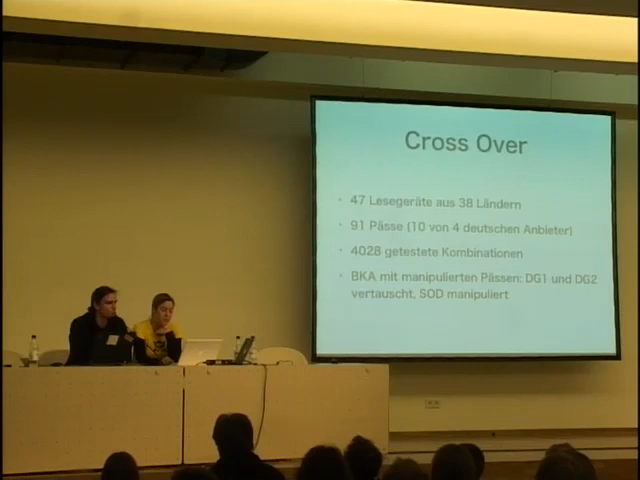 Cross Over
47 Lesegeräte aus 38 Ländern
91 Pässe (10 von 4 deutschen Anbieter)
4028 getestete Kombinationen
BKA mit manipulierten Pässen: DG1 und DG2
vertauscht, SOD manipuliert